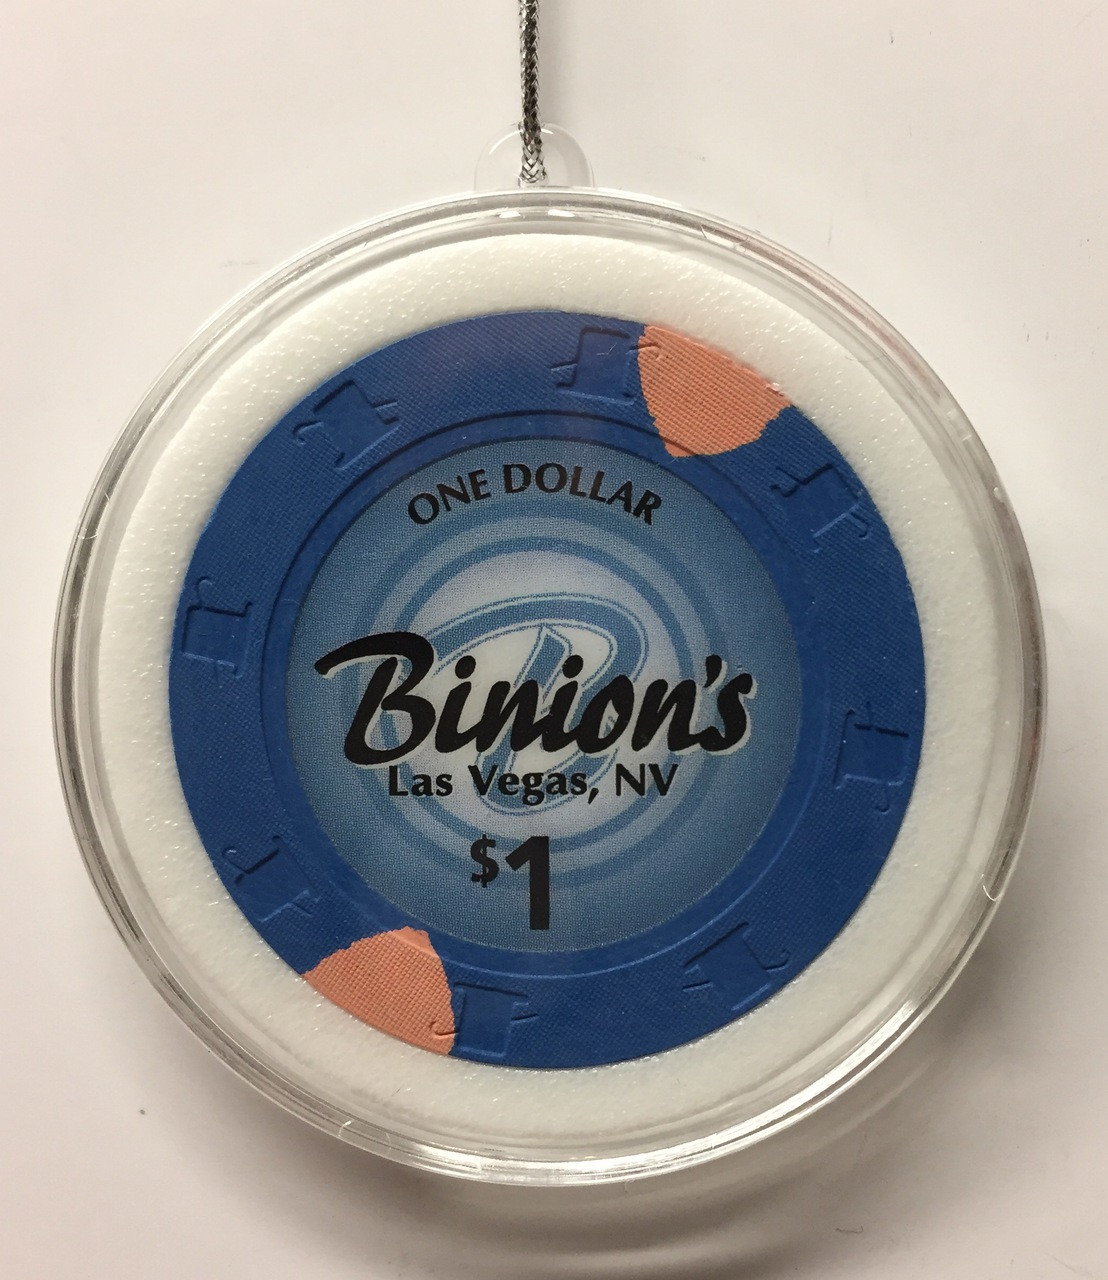 ONE DOLLAR
Binion's
Las Vegas, NV
$1